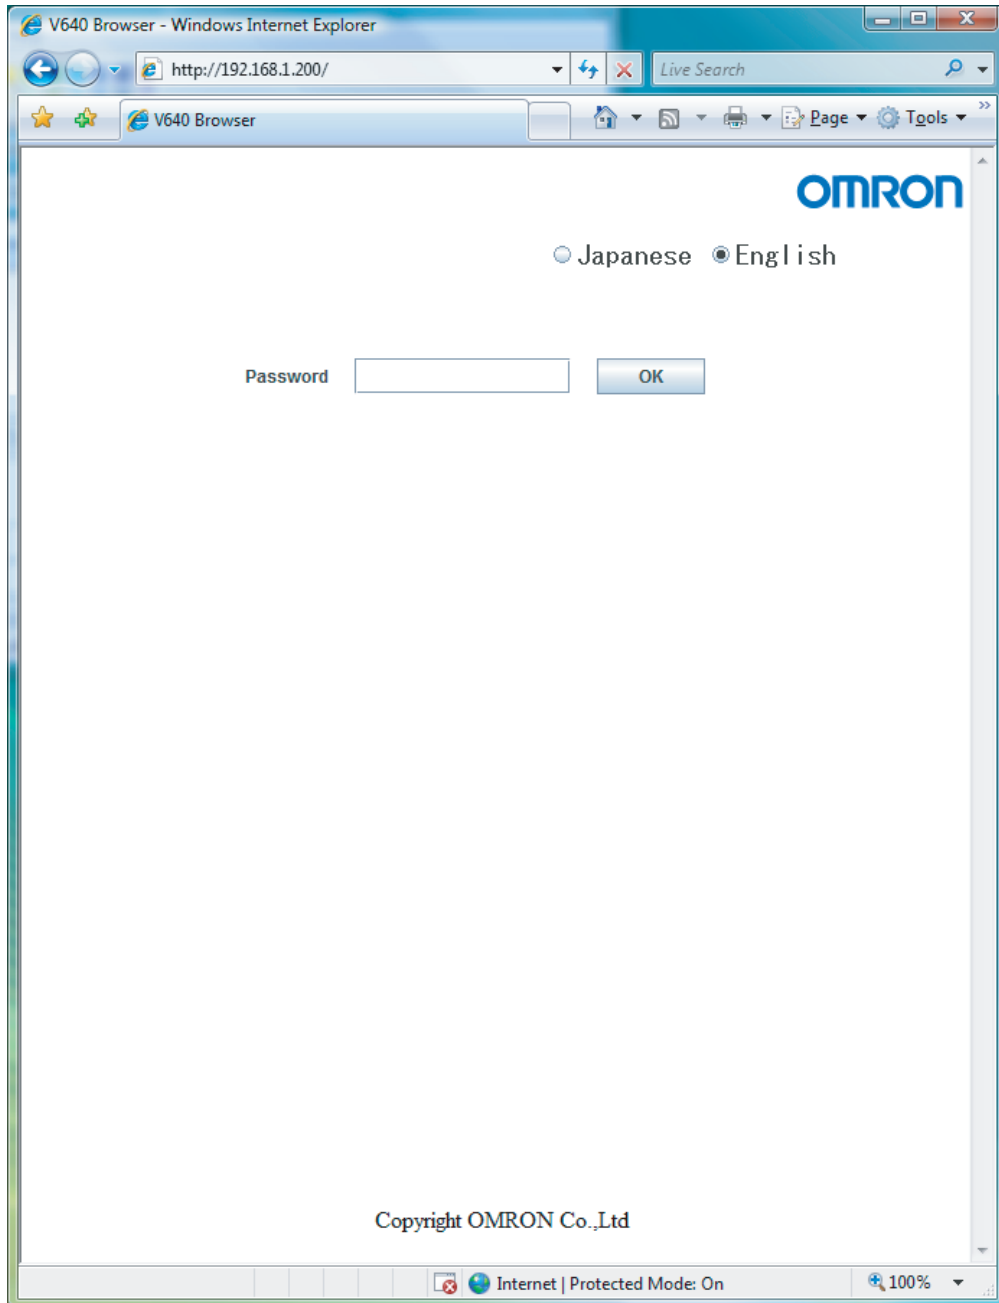 V640 Browser - Windows Internet Explorer
http://192.168.1.200/
Live Search
V640 Browser
Page
Tools
OMRON
Japanese English
Password
OK
Copyright OMRON Co.,Ltd
Internet | Protected Mode: On
100%